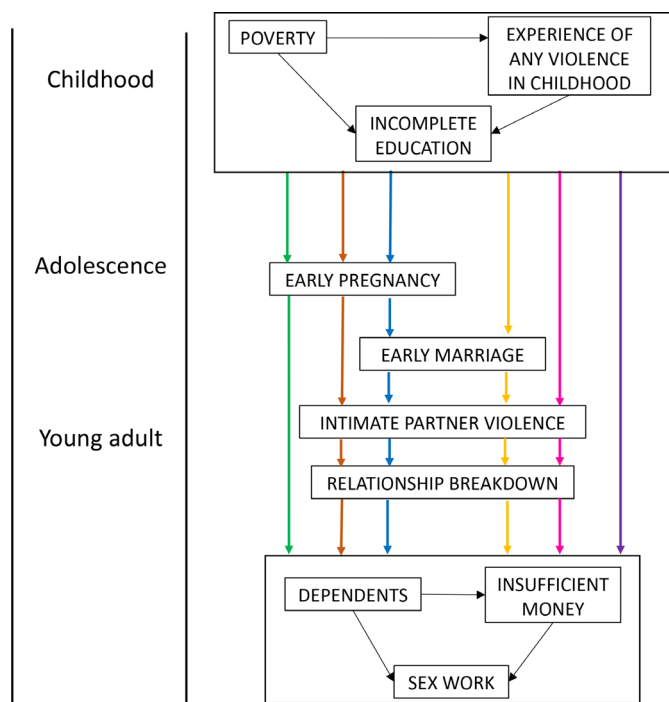 Childhood
POVERTY
EXPERIENCE OF
ANY VIOLENCE
IN CHILDHOOD
INCOMPLETE
EDUCATION
Adolescence
EARLY PREGNANCY
EARLY MARRIAGE
Young adult
INTIMATE PARTNER VIOLENCE
RELATIONSHIP BREAKDOWN
DEPENDENTS
INSUFFICIENT
MONEY
SEX WORK